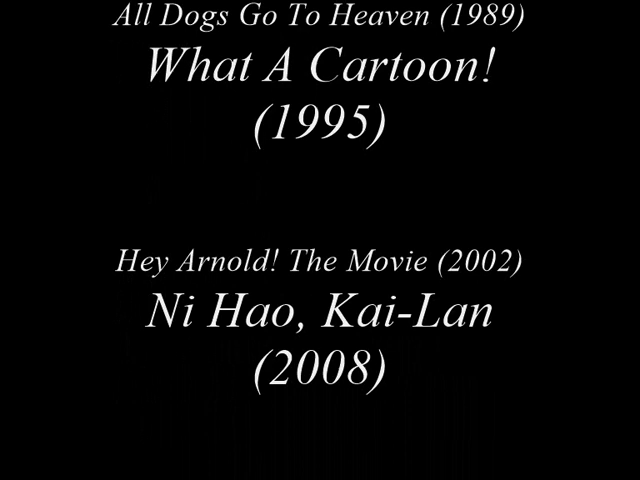 All Dogs Go To Heaven (1989)
What A Cartoon!
(1995)
Hey Arnold! The Movie (2002)
Ni Hao, Kai-Lan
(2008)